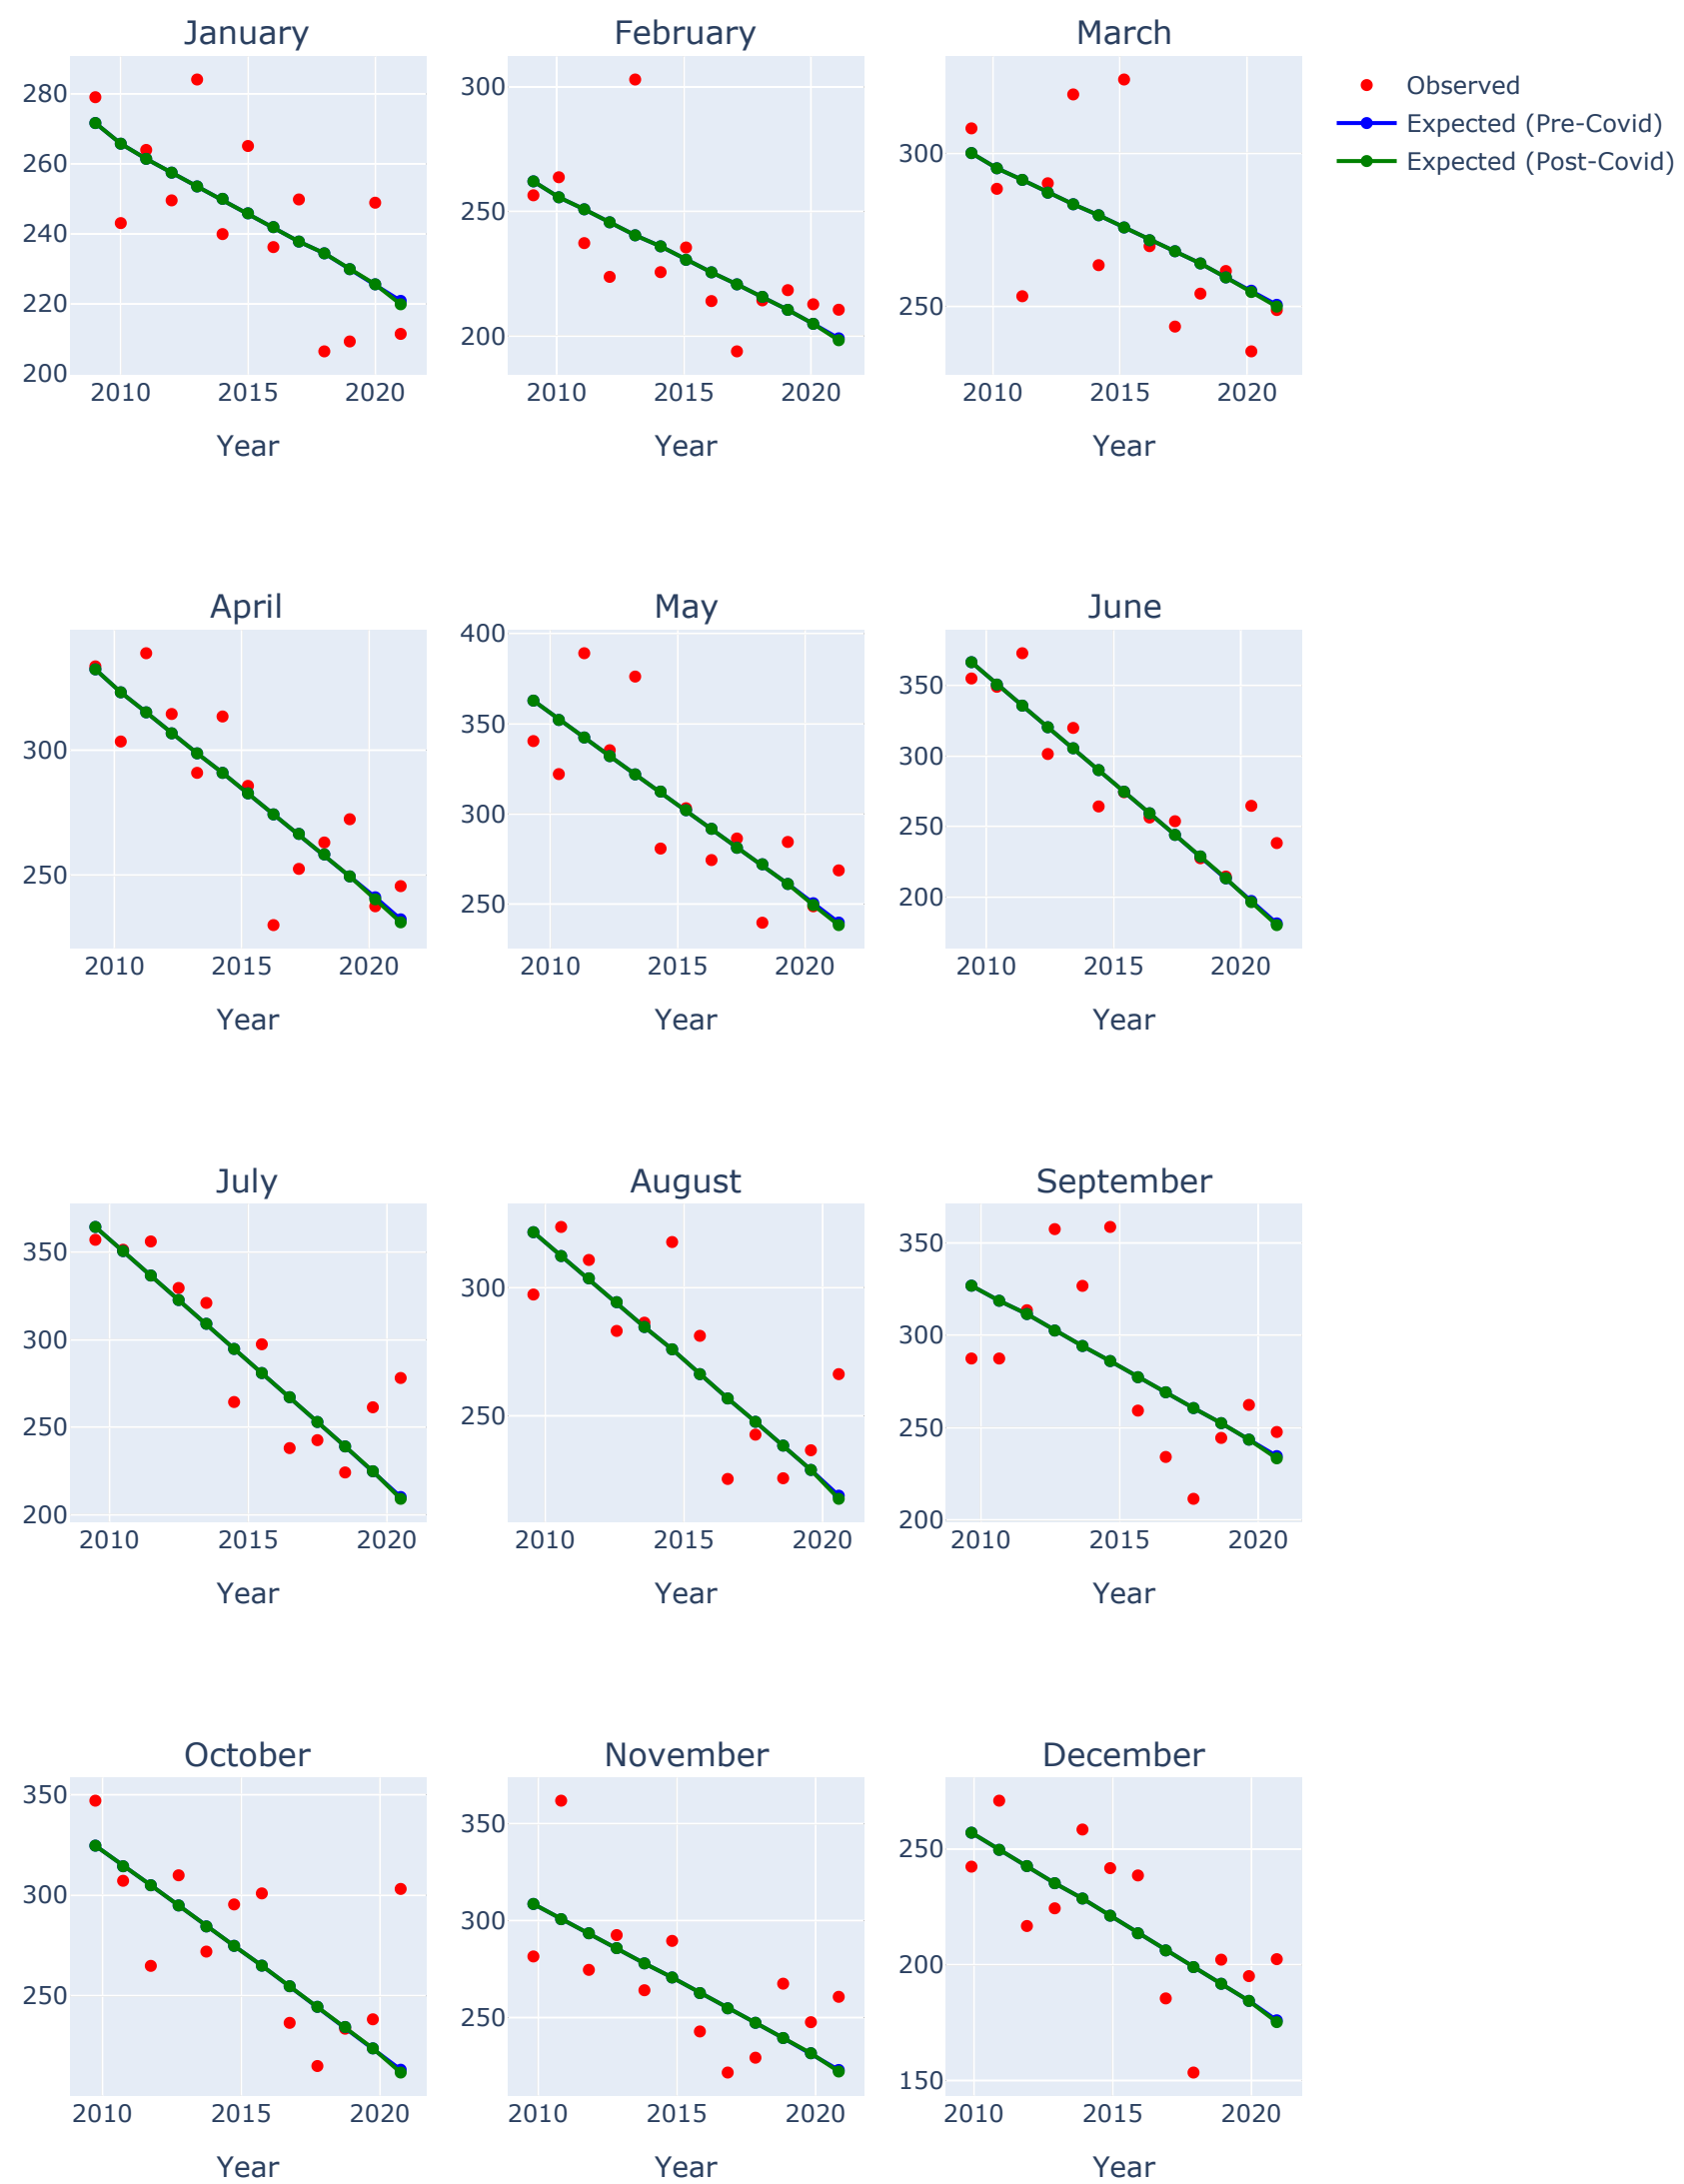 January
February
March
280
260
240
220
200
2010
2015
2020
Year
300
250
200
2010
2015
2020
Year
300
250
2010
2015
2020
Year
Observed
Expected (Pre-Covid)
Expected (Post-Covid)
April
May
June
300
250
2010
2015
2020
Year
400
350
300
250
2010
2015
2020
Year
350
300
250
200
2010
2015
2020
Year
July
August
September
350
300
250
200
2010
2015
2020
Year
300
250
2010
2015
2020
Year
350
300
250
200
2010
2015
2020
Year
October
November
December
350
300
250
2010
2015
2020
Year
350
300
250
2010
2015
2020
Year
250
200
150
2010
2015
2020
Year